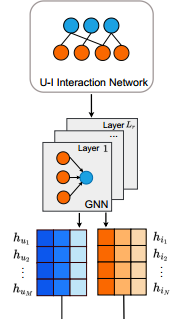 U-I Interaction Network
Layer L_r
...
Layer 1
GNN
h_{u_1} h_{i_1}
h_{u_2} h_{i_2}
h_{u_M} h_{i_N}